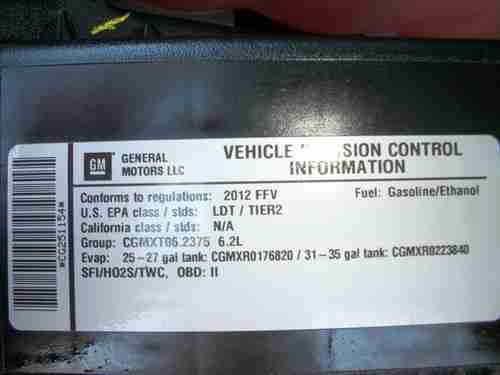 GM GENERAL MOTORS LLC
VEHICLE SION CONTROL INFORMATION
Conforms to regulations: 2012 FFV Fuel: Gasoline/Ethanol
U.S. EPA class / stds: LDT / TIER2
California class / stds: N/A
Group: CGMXT06.2375 6.2L
Evap: 25-27 gal tank: CGMXR0176820 / 31-35 gal tank: CGMXR0223840
SFI/HO2S/TWC, OBD: II
*CG251154*